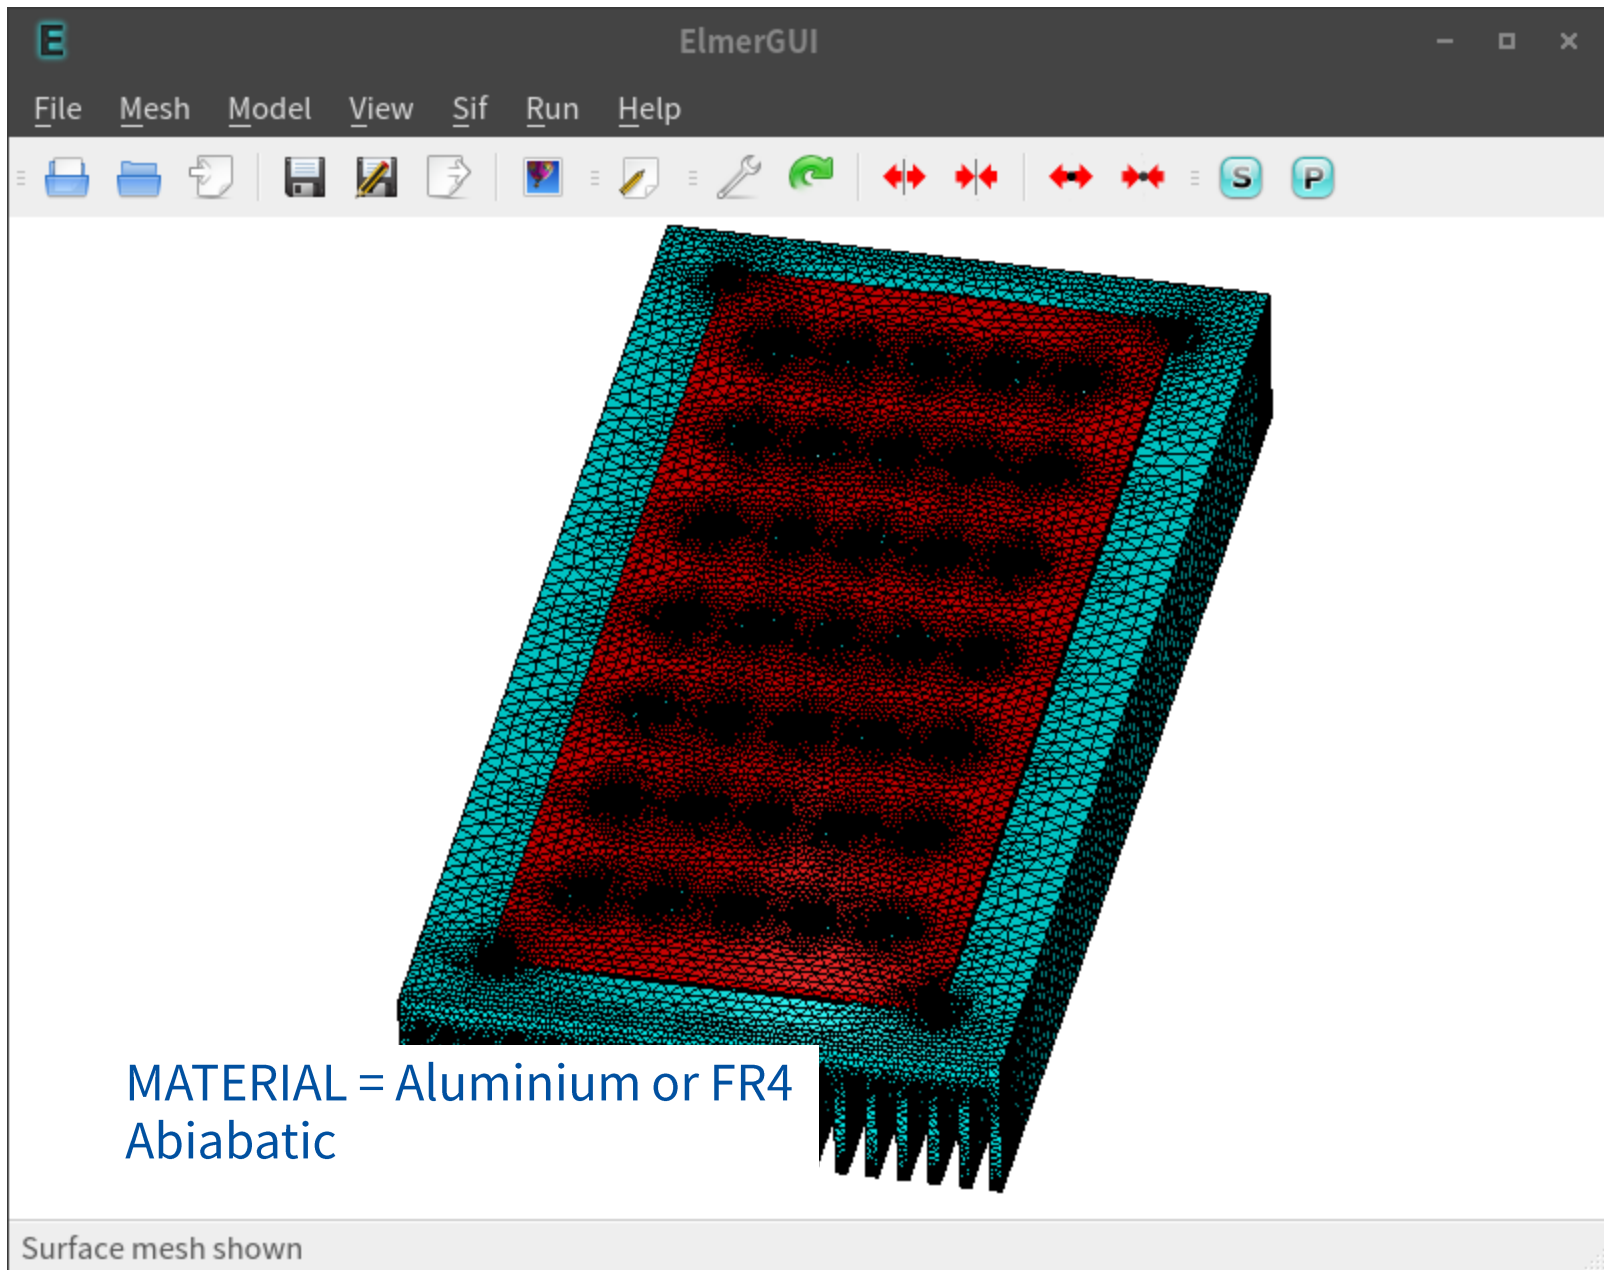 E
ElmerGUI
File Mesh Model View Sif Run Help
S P
MATERIAL = Aluminium or FR4
Abiabatic
Surface mesh shown